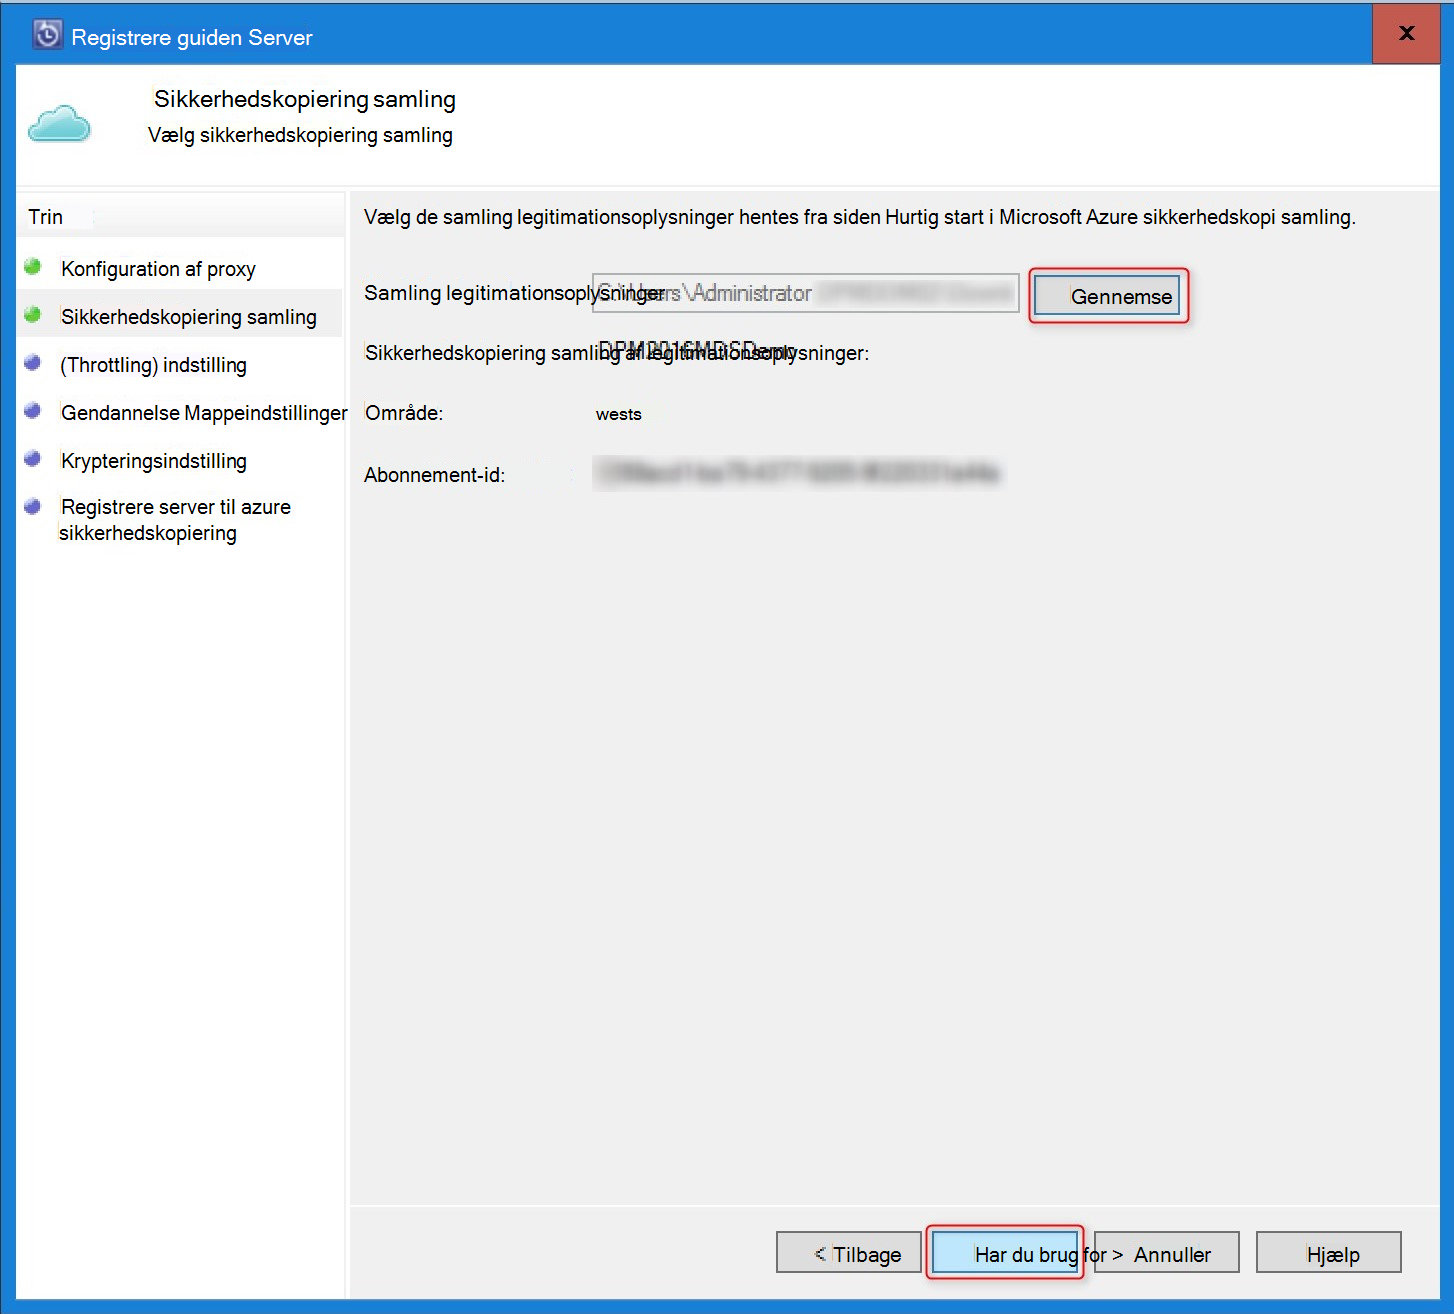 Registrere guiden Server
x
Sikkerhedskopiering samling
Vælg sikkerhedskopiering samling
Trin
Konfiguration af proxy
Sikkerhedskopiering samling
(Throttling) indstilling
Gendannelse Mappeindstillinger
Krypteringsindstilling
Registrere server til azure
sikkerhedskopiering
Vælg de samling legitimationsoplysninger hentes fra siden Hurtig start i Microsoft Azure sikkerhedskopi samling.
Samling legitimationsoplysninger C:\Users\Administrator
Gennemse
Sikkerhedskopiering samling af legitimationsoplysninger:
Område: wests
Abonnement-id:
< Tilbage
Har du brug for >
Annuller
Hjælp